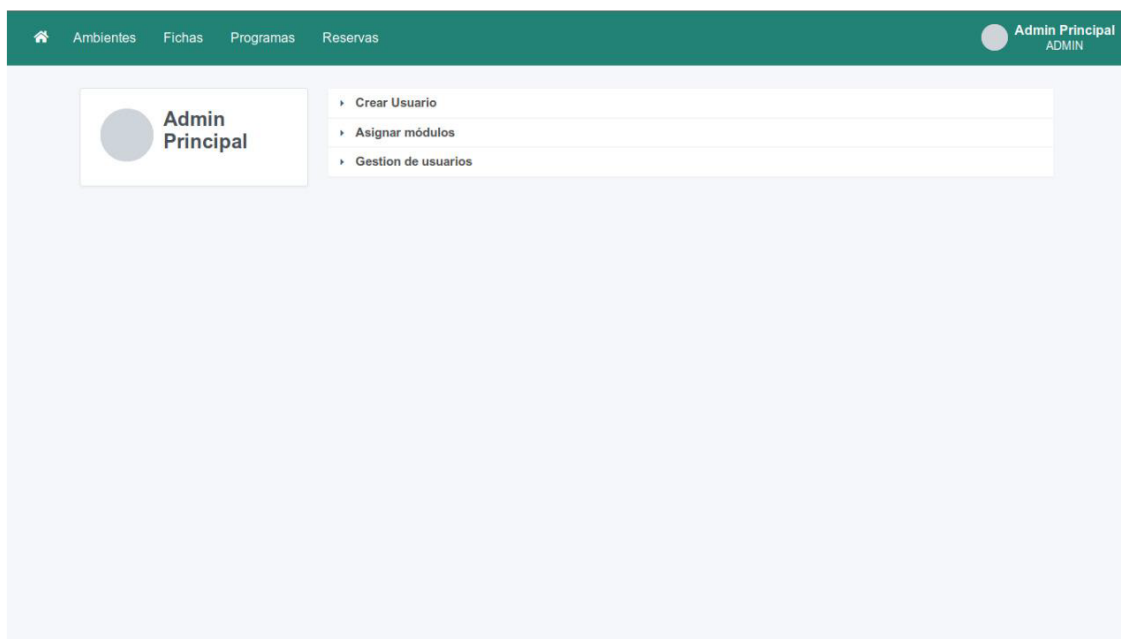 Ambientes Fichas Programas Reservas
Admin Principal
ADMIN
Admin
Principal
Crear Usuario
Asignar módulos
Gestion de usuarios